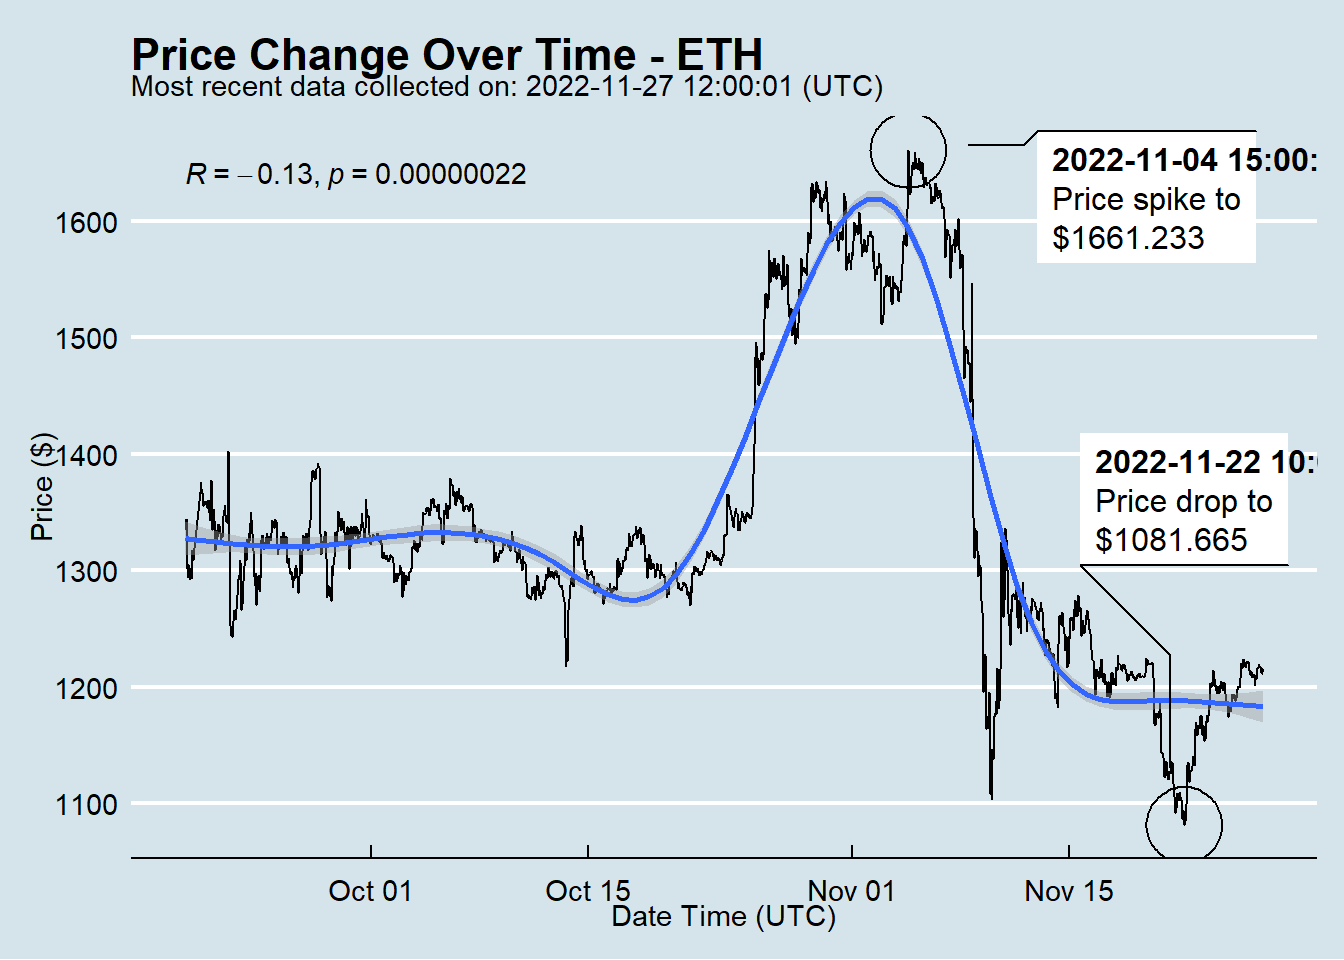 Price Change Over Time - ETH
Most recent data collected on: 2022-11-27 12:00:01 (UTC)
R = −0.13, p = 0.00000022
2022-11-04 15:00:
Price spike to
$1661.233
2022-11-22 10:
Price drop to
$1081.665
Price ($)
1600
1500
1400
1300
1200
1100
Oct 01
Oct 15
Nov 01
Nov 15
Date Time (UTC)